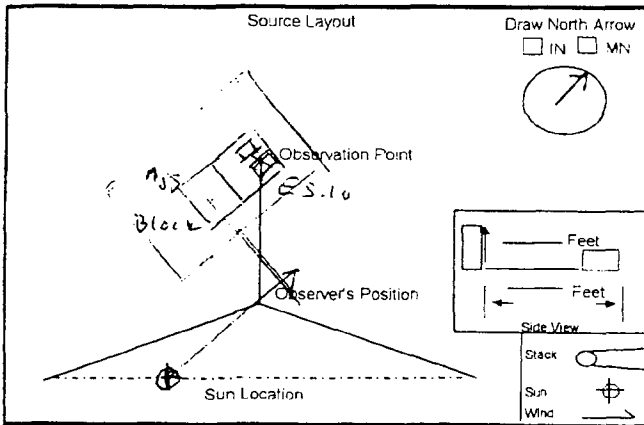 Source Layout
Draw North Arrow
IN MN
Observation Point
Silo
Block
Feet
Observer's Position
Feet
Side View
Stack
Sun Location
Sun
Wind